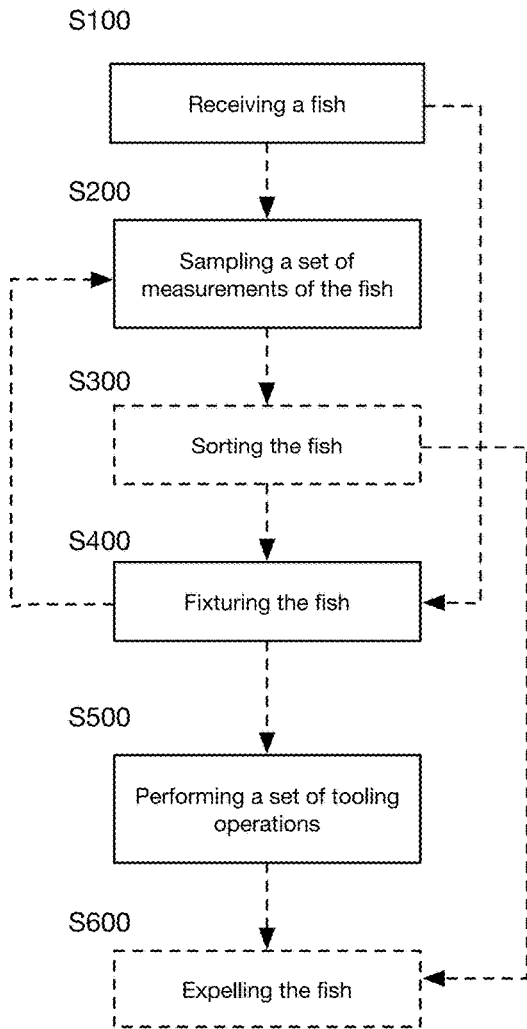 S100
Receiving a fish
S200
Sampling a set of
measurements of the fish
S300
Sorting the fish
S400
Fixturing the fish
S500
Performing a set of tooling
operations
S600
Expelling the fish